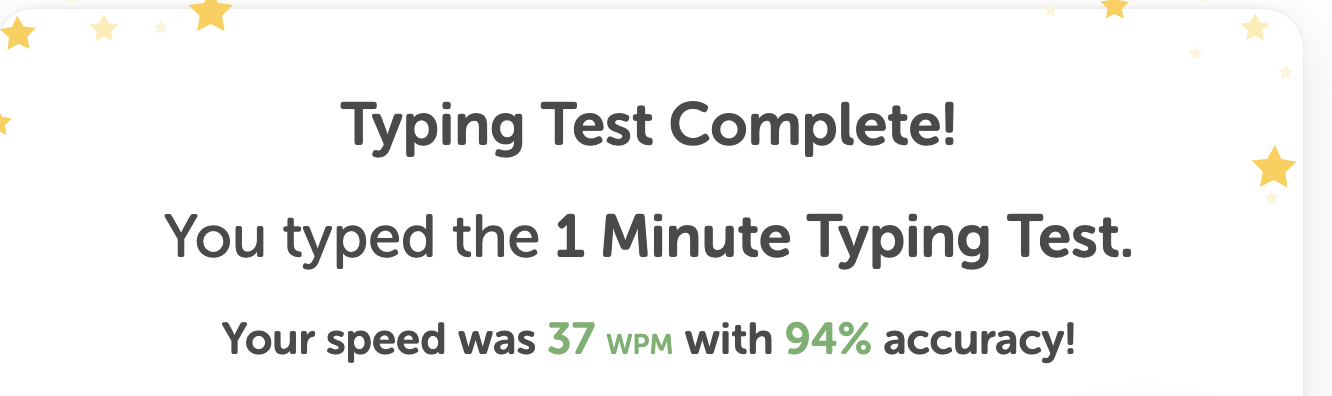 Typing Test Complete!
You typed the 1 Minute Typing Test.
Your speed was 37 WPM with 94% accuracy!